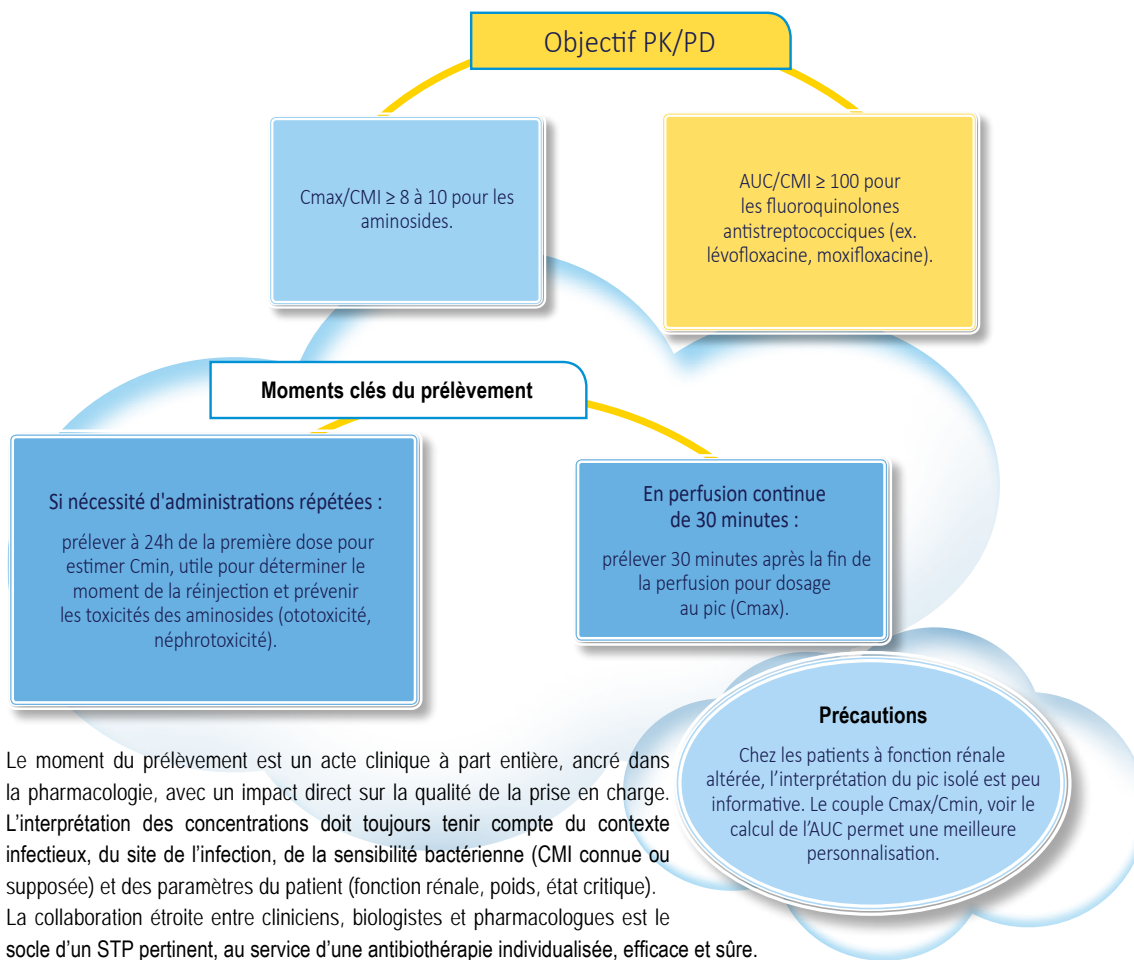 Objectif PK/PD
Cmax/CMI ≥ 8 à 10 pour les
aminosides.
AUC/CMI ≥ 100 pour
les fluoroquinolones
antistreptococciques (ex.
lévofloxacine, moxifloxacine).
Moments clés du prélèvement
Si nécessité d'administrations répétées :
prélever à 24h de la première dose pour
estimer Cmin, utile pour déterminer le
moment de la réinjection et prévenir
les toxicités des aminosides (ototoxicité,
néphrotoxicité).
En perfusion continue
de 30 minutes :
prélever 30 minutes après la fin de
la perfusion pour dosage
au pic (Cmax).
Précautions
Chez les patients à fonction rénale
altérée, l’interprétation du pic isolé est peu
informative. Le couple Cmax/Cmin, voir le
calcul de l’AUC permet une meilleure
personnalisation.
Le moment du prélèvement est un acte clinique à part entière, ancré dans
la pharmacologie, avec un impact direct sur la qualité de la prise en charge.
L’interprétation des concentrations doit toujours tenir compte du contexte
infectieux, du site de l’infection, de la sensibilité bactérienne (CMI connue ou
supposée) et des paramètres du patient (fonction rénale, poids, état critique).
La collaboration étroite entre cliniciens, biologistes et pharmacologues est le
socle d’un STP pertinent, au service d’une antibiothérapie individualisée, efficace et sûre.